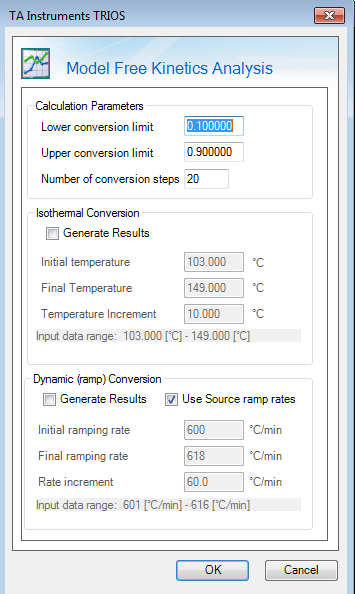 TA Instruments TRIOS
Model Free Kinetics Analysis
Calculation Parameters
Lower conversion limit 0.100000
Upper conversion limit 0.900000
Number of conversion steps 20
Isothermal Conversion
Generate Results
Initial temperature 103.000 °C
Final Temperature 149.000 °C
Temperature Increment 10.000 °C
Input data range: 103.000 [°C] - 149.000 [°C]
Dynamic (ramp) Conversion
Generate Results Use Source ramp rates
Initial ramping rate 600 °C/min
Final ramping rate 618 °C/min
Rate increment 60.0 °C/min
Input data range: 601 [°C/min] - 616 [°C/min]
OK Cancel